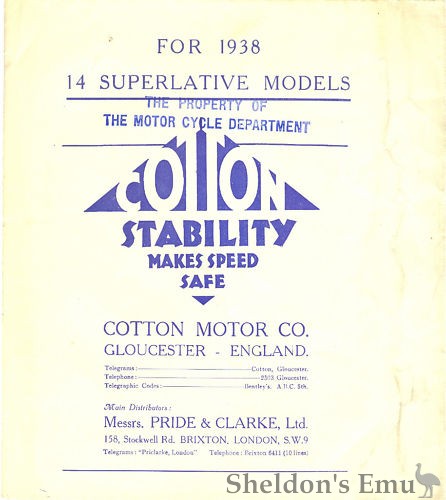 FOR 1938
14 SUPERLATIVE MODELS
THE PROPERTY OF
THE MOTOR CYCLE DEPARTMENT
COTTON
STABILITY
MAKES SPEED
SAFE
COTTON MOTOR CO.
GLOUCESTER - ENGLAND.
Telegrams: Cotton, Gloucester.
Telephone: 2503 Gloucester.
Telegraphic Codes: Bentley's. A.B.C. 5th.
Main Distributors:
Messrs. PRIDE & CLARKE, Ltd.
158, Stockwell Rd. BRIXTON, LONDON, S.W.9
Telegrams: "Priclarke, London" Telephone: Brixton 6411 (10 lines)
Sheldon's Emu